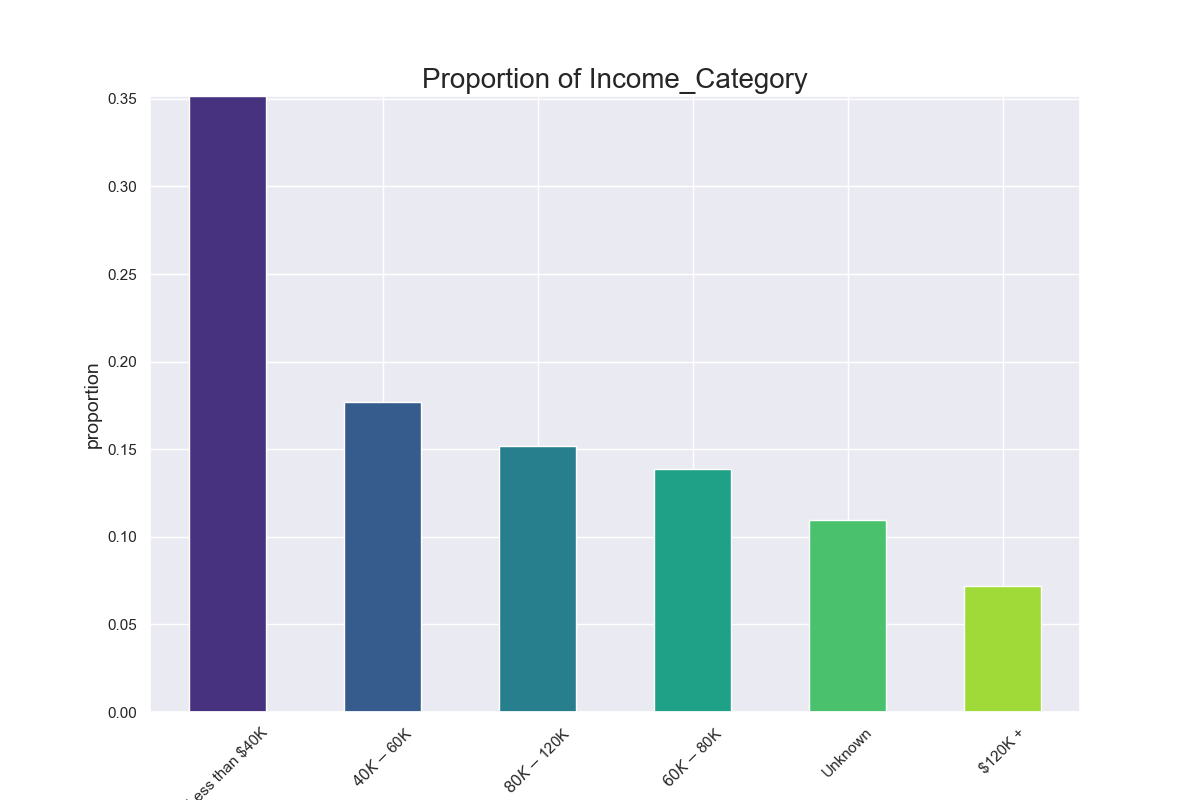 Proportion of Income_Category
proportion
0.35
0.30
0.25
0.20
0.15
0.10
0.05
0.00
Less than $40K
40K − 60K
80K − 120K
60K − 80K
Unknown
$120K +